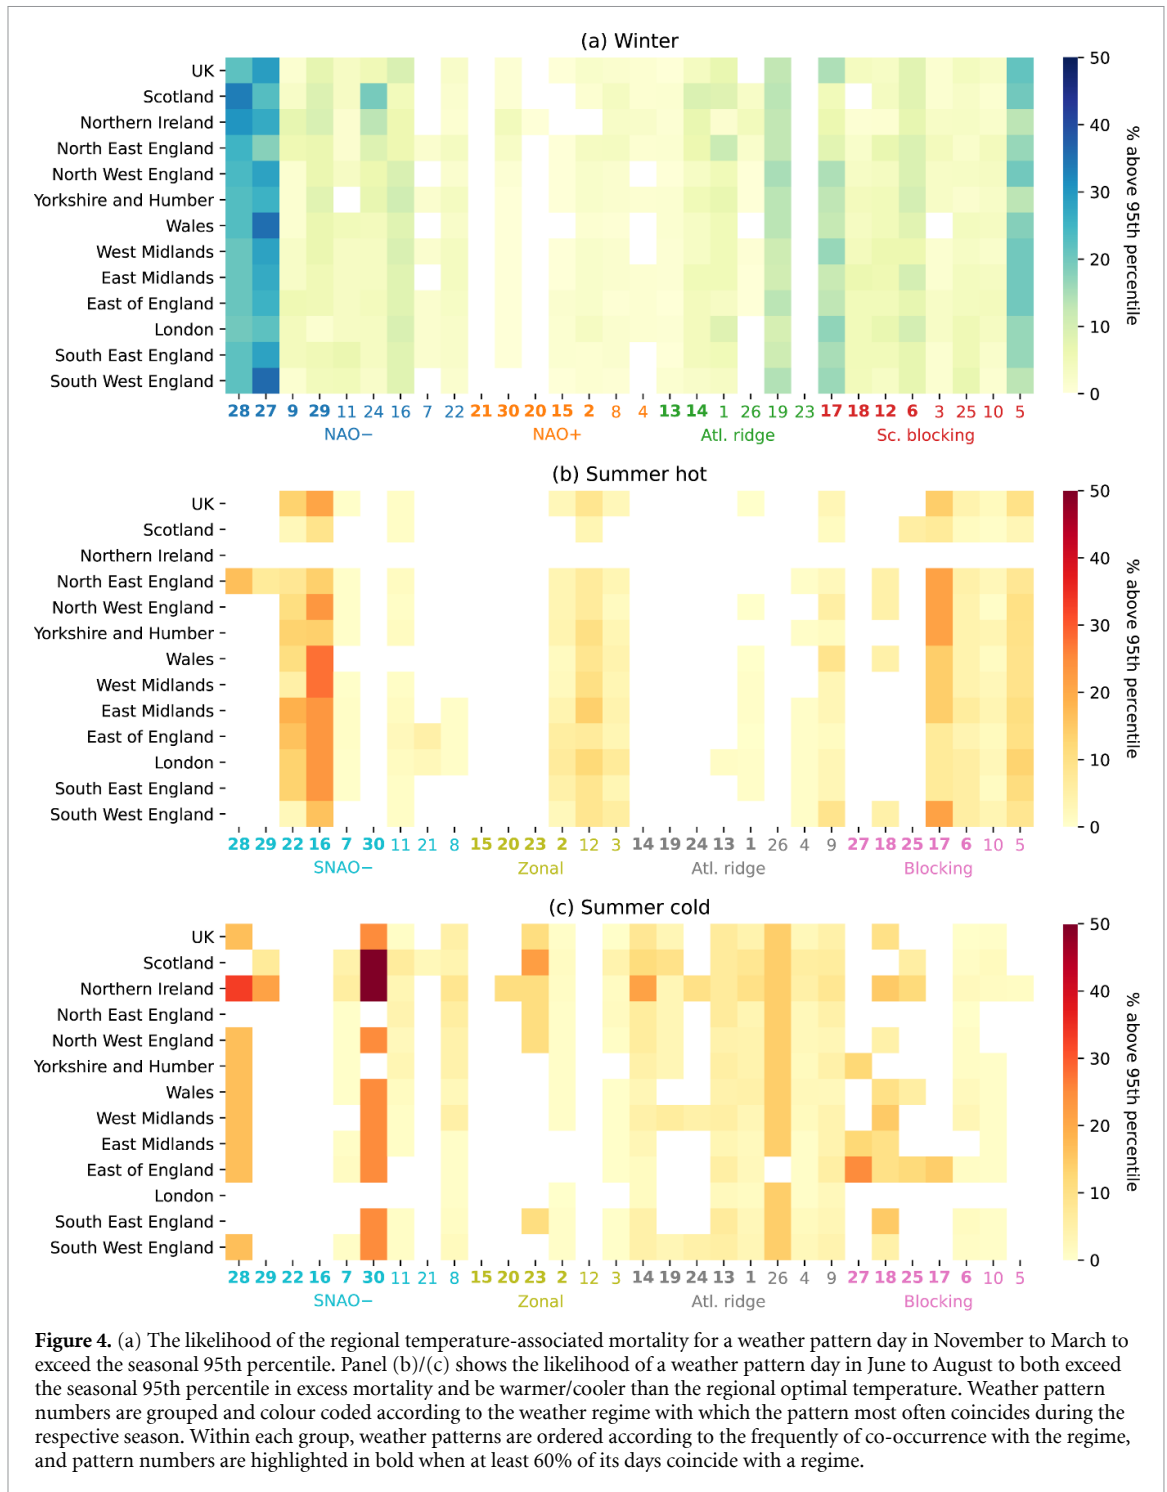 (a) Winter
UK
Scotland
Northern Ireland
North East England
North West England
Yorkshire and Humber
Wales
West Midlands
East Midlands
East of England
London
South East England
South West England
28 27 9 29 11 24 16 7 22 21 30 20 15 2 8 4 13 14 1 26 19 23 17 18 12 6 3 25 10 5
NAO− NAO+ Atl. ridge Sc. blocking
50
40
30
20
10
0
% above 95th percentile
(b) Summer hot
UK
Scotland
Northern Ireland
North East England
North West England
Yorkshire and Humber
Wales
West Midlands
East Midlands
East of England
London
South East England
South West England
28 29 22 16 7 30 11 21 8 15 20 23 2 12 3 14 19 24 13 1 26 4 9 27 18 25 17 6 10 5
SNAO− Zonal Atl. ridge Blocking
50
40
30
20
10
0
% above 95th percentile
(c) Summer cold
UK
Scotland
Northern Ireland
North East England
North West England
Yorkshire and Humber
Wales
West Midlands
East Midlands
East of England
London
South East England
South West England
28 29 22 16 7 30 11 21 8 15 20 23 2 12 3 14 19 24 13 1 26 4 9 27 18 25 17 6 10 5
SNAO− Zonal Atl. ridge Blocking
50
40
30
20
10
0
% above 95th percentile
Figure 4. (a) The likelihood of the regional temperature-associated mortality for a weather pattern day in November to March to
exceed the seasonal 95th percentile. Panel (b)/(c) shows the likelihood of a weather pattern day in June to August to both exceed
the seasonal 95th percentile in excess mortality and be warmer/cooler than the regional optimal temperature. Weather pattern
numbers are grouped and colour coded according to the weather regime with which the pattern most often coincides during the
respective season. Within each group, weather patterns are ordered according to the frequently of co-occurrence with the regime,
and pattern numbers are highlighted in bold when at least 60% of its days coincide with a regime.